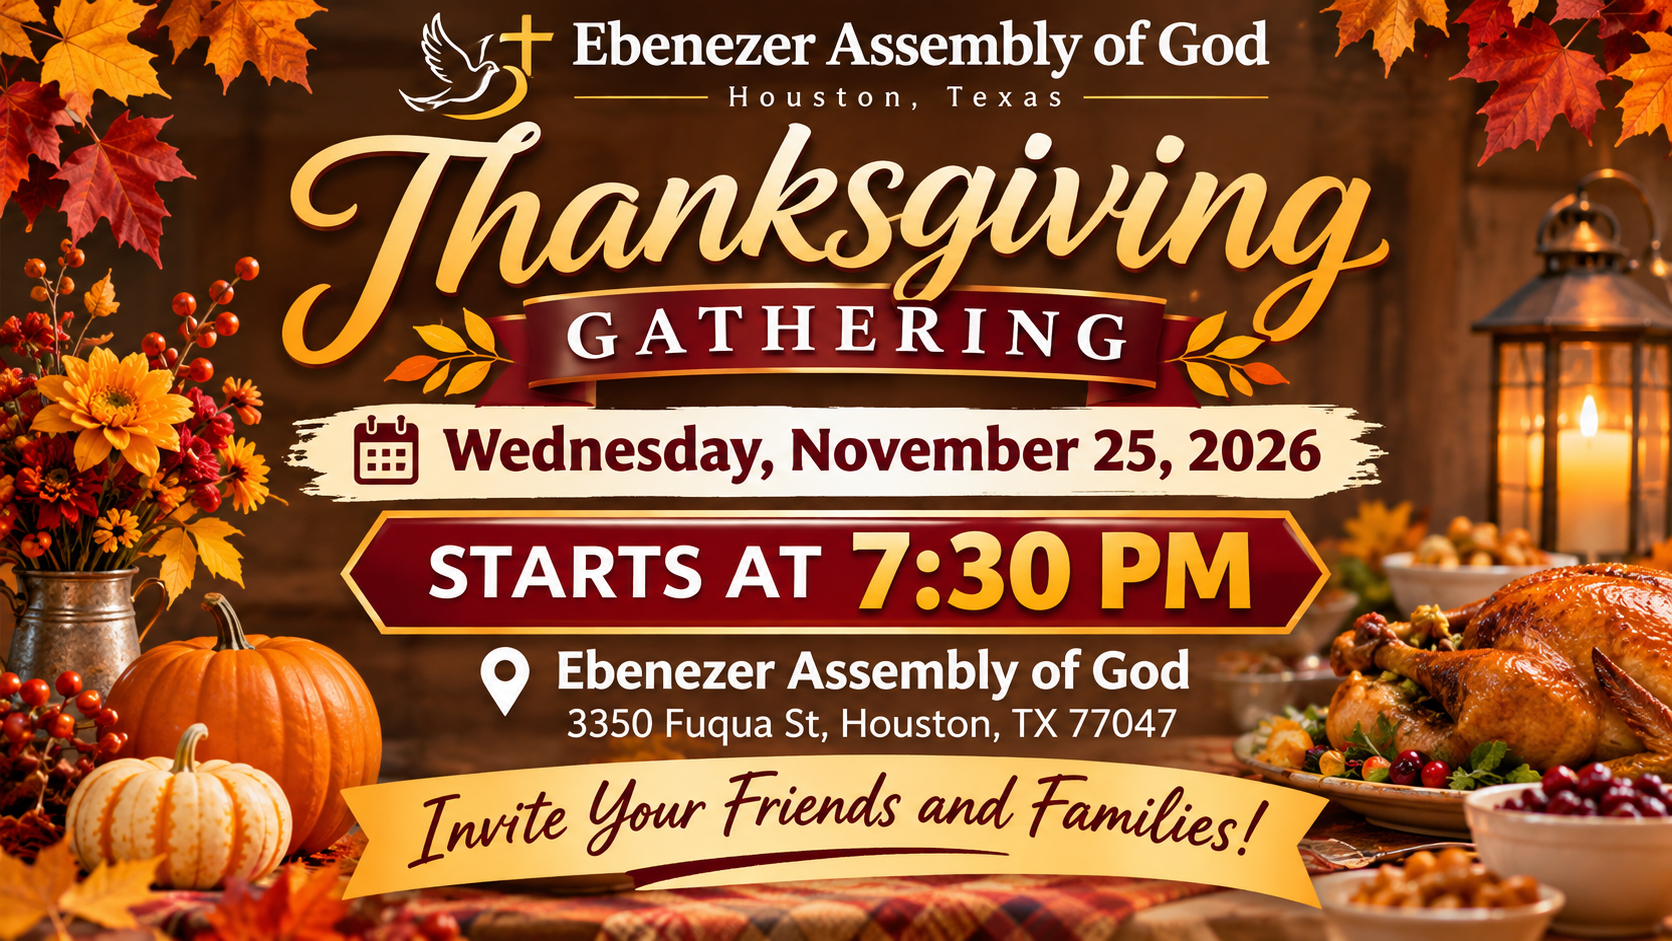 Ebenezer Assembly of God
Houston, Texas
Thanksgiving
GATHERING
Wednesday, November 25, 2026
STARTS AT 7:30 PM
Ebenezer Assembly of God
3350 Fuqua St, Houston, TX 77047
Invite Your Friends and Families!